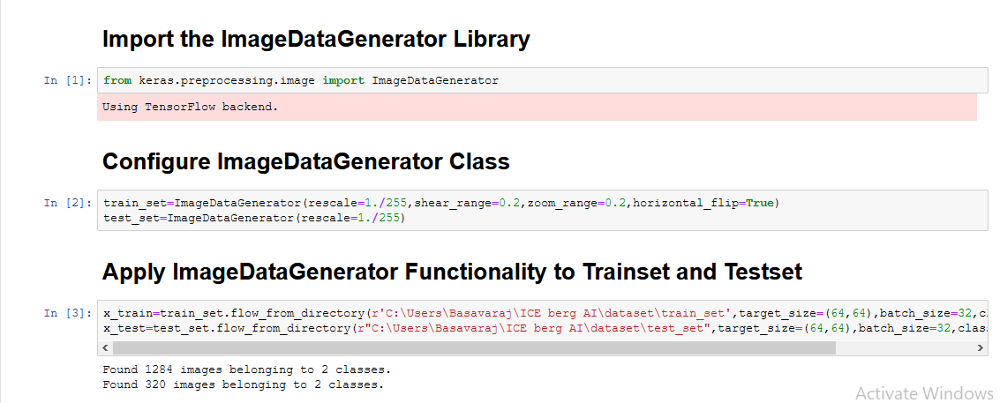 Import the ImageDataGenerator Library
In [1]: from keras.preprocessing.image import ImageDataGenerator
Using TensorFlow backend.
Configure ImageDataGenerator Class
In [2]: train_set=ImageDataGenerator(rescale=1./255,shear_range=0.2,zoom_range=0.2,horizontal_flip=True)
test_set=ImageDataGenerator(rescale=1./255)
Apply ImageDataGenerator Functionality to Trainset and Testset
In [3]: x_train=train_set.flow_from_directory(r'C:\Users\Basavaraj\ICE berg AI\dataset\train_set',target_size=(64,64),batch_size=32,cl
x_test=test_set.flow_from_directory(r"C:\Users\Basavaraj\ICE berg AI\dataset\test_set",target_size=(64,64),batch_size=32,clas
Found 1284 images belonging to 2 classes.
Found 320 images belonging to 2 classes.
Activate Windows